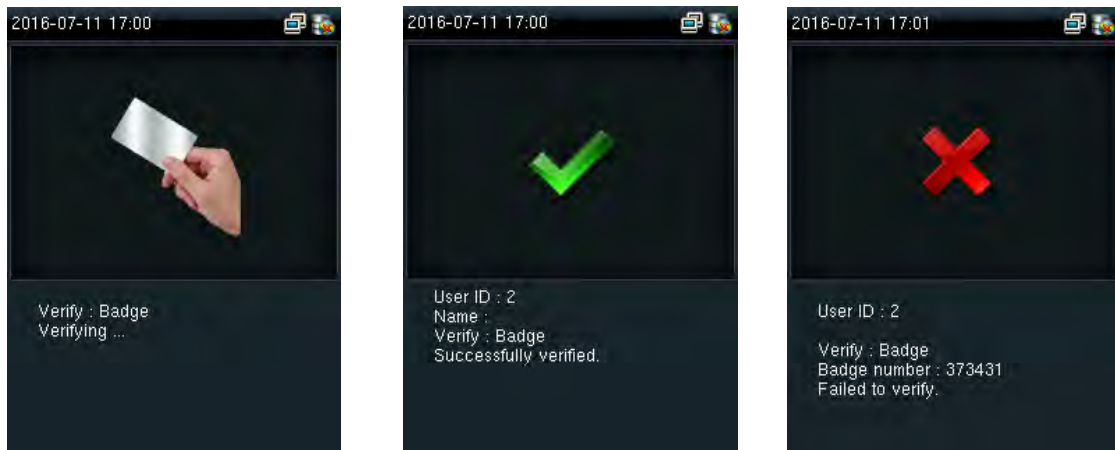 2016-07-11 17:00
Verify : Badge
Verifying ...
2016-07-11 17:00
User ID : 2
Name :
Verify : Badge
Successfully verified.
2016-07-11 17:01
User ID : 2
Verify : Badge
Badge number : 373431
Failed to verify.